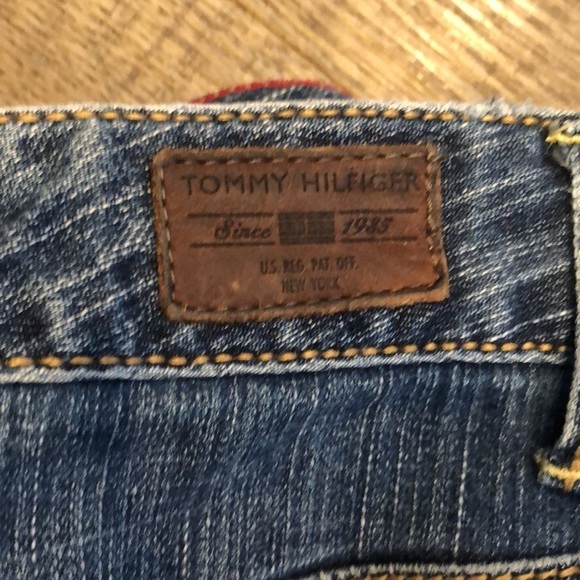 TOMMY HILFIGER
Since 1985
U.S. REG. PAT. OFF.
NEW YORK